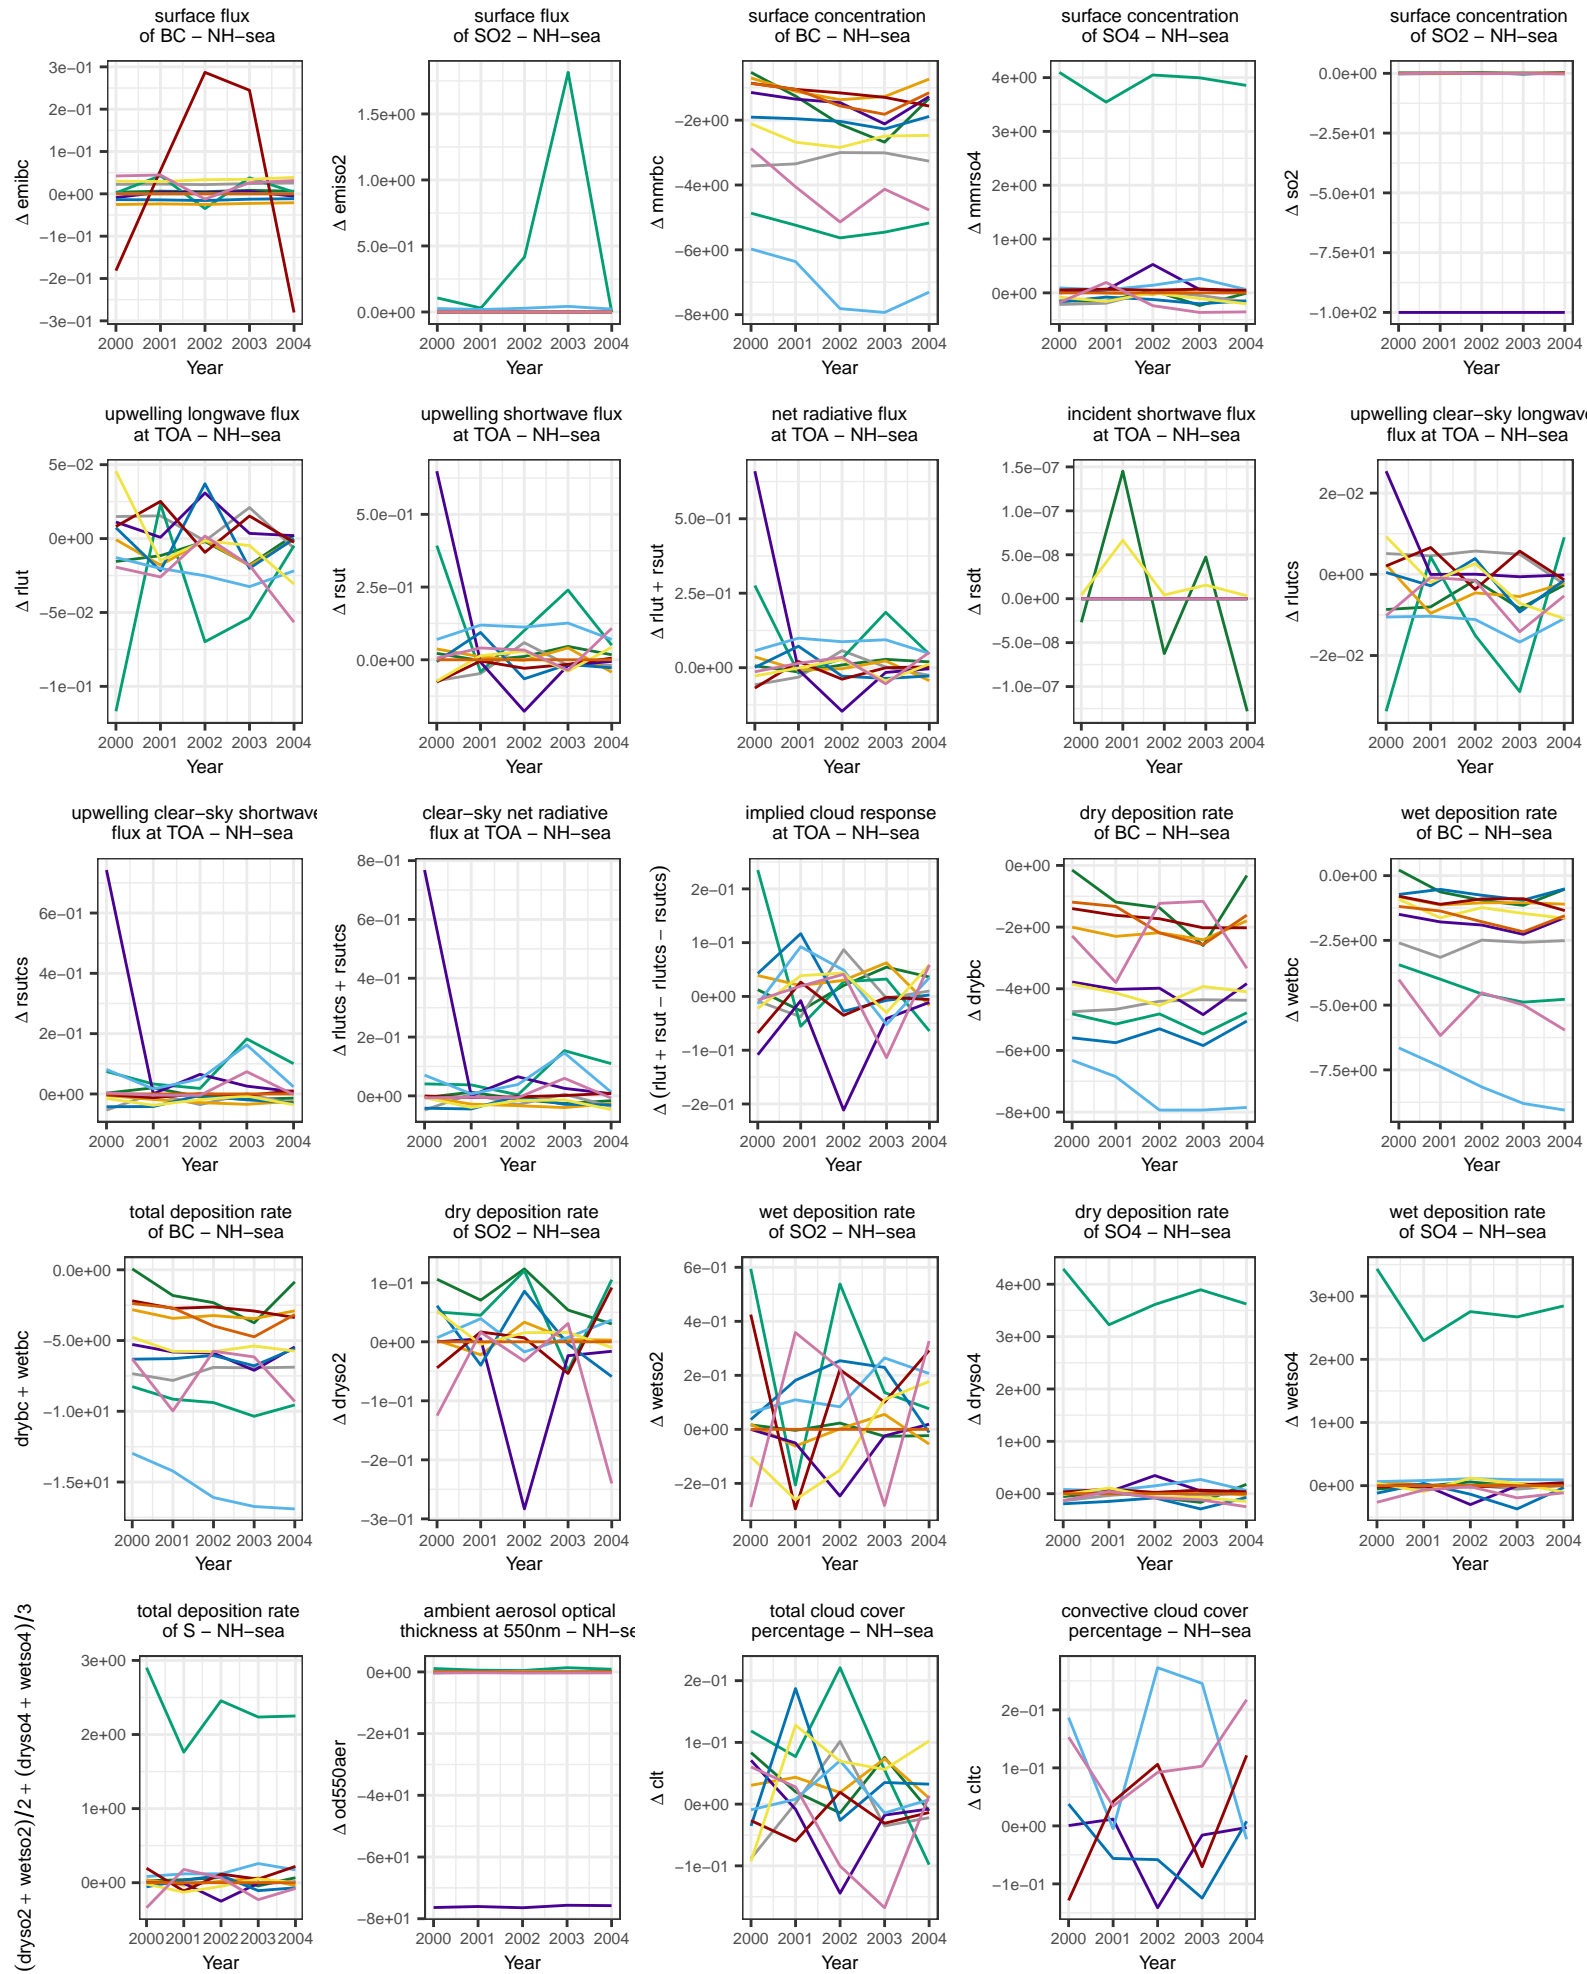 surface flux
of BC − NH−sea
Δ emibc
3e−01
2e−01
1e−01
0e+00
−1e−01
−2e−01
−3e−01
2000 2001 2002 2003 2004
Year
surface flux
of SO2 − NH−sea
Δ emiso2
1.5e+00
1.0e+00
5.0e−01
0.0e+00
2000 2001 2002 2003 2004
Year
surface concentration
of BC − NH−sea
Δ mmrbc
−2e+00
−4e+00
−6e+00
−8e+00
2000 2001 2002 2003 2004
Year
surface concentration
of SO4 − NH−sea
Δ mmrso4
4e+00
3e+00
2e+00
1e+00
0e+00
2000 2001 2002 2003 2004
Year
surface concentration
of SO2 − NH−sea
Δ so2
0.0e+00
−2.5e+01
−5.0e+01
−7.5e+01
−1.0e+02
2000 2001 2002 2003 2004
Year
upwelling longwave flux
at TOA − NH−sea
Δ rlut
5e−02
0e+00
−5e−02
−1e−01
2000 2001 2002 2003 2004
Year
upwelling shortwave flux
at TOA − NH−sea
Δ rsut
5.0e−01
2.5e−01
0.0e+00
2000 2001 2002 2003 2004
Year
net radiative flux
at TOA − NH−sea
Δ rlut + rsut
5.0e−01
2.5e−01
0.0e+00
2000 2001 2002 2003 2004
Year
incident shortwave flux
at TOA − NH−sea
Δ rsdt
1.5e−07
1.0e−07
5.0e−08
0.0e+00
−5.0e−08
−1.0e−07
2000 2001 2002 2003 2004
Year
upwelling clear−sky longwave
flux at TOA − NH−sea
Δ rlutcs
2e−02
0e+00
−2e−02
2000 2001 2002 2003 2004
Year
upwelling clear−sky shortwave
flux at TOA − NH−sea
Δ rsutcs
6e−01
4e−01
2e−01
0e+00
2000 2001 2002 2003 2004
Year
clear−sky net radiative
flux at TOA − NH−sea
Δ rlutcs + rsutcs
8e−01
6e−01
4e−01
2e−01
0e+00
2000 2001 2002 2003 2004
Year
implied cloud response
at TOA − NH−sea
Δ (rlut + rsut − rlutcs − rsutcs)
2e−01
1e−01
0e+00
−1e−01
−2e−01
2000 2001 2002 2003 2004
Year
dry deposition rate
of BC − NH−sea
Δ drybc
0e+00
−2e+00
−4e+00
−6e+00
−8e+00
2000 2001 2002 2003 2004
Year
wet deposition rate
of BC − NH−sea
Δ wetbc
0.0e+00
−2.5e+00
−5.0e+00
−7.5e+00
2000 2001 2002 2003 2004
Year
total deposition rate
of BC − NH−sea
drybc + wetbc
0.0e+00
−5.0e+00
−1.0e+01
−1.5e+01
2000 2001 2002 2003 2004
Year
dry deposition rate
of SO2 − NH−sea
Δ dryso2
1e−01
0e+00
−1e−01
−2e−01
−3e−01
2000 2001 2002 2003 2004
Year
wet deposition rate
of SO2 − NH−sea
Δ wetso2
6e−01
4e−01
2e−01
0e+00
−2e−01
2000 2001 2002 2003 2004
Year
dry deposition rate
of SO4 − NH−sea
Δ dryso4
4e+00
3e+00
2e+00
1e+00
0e+00
2000 2001 2002 2003 2004
Year
wet deposition rate
of SO4 − NH−sea
Δ wetso4
3e+00
2e+00
1e+00
0e+00
2000 2001 2002 2003 2004
Year
total deposition rate
of S − NH−sea
(dryso2 + wetso2)/2 + (dryso4 + wetso4)/3
3e+00
2e+00
1e+00
0e+00
2000 2001 2002 2003 2004
Year
ambient aerosol optical
thickness at 550nm − NH−se
Δ od550aer
0e+00
−2e+01
−4e+01
−6e+01
−8e+01
2000 2001 2002 2003 2004
Year
total cloud cover
percentage − NH−sea
Δ clt
2e−01
1e−01
0e+00
−1e−01
2000 2001 2002 2003 2004
Year
convective cloud cover
percentage − NH−sea
Δ cltc
2e−01
1e−01
0e+00
−1e−01
2000 2001 2002 2003 2004
Year